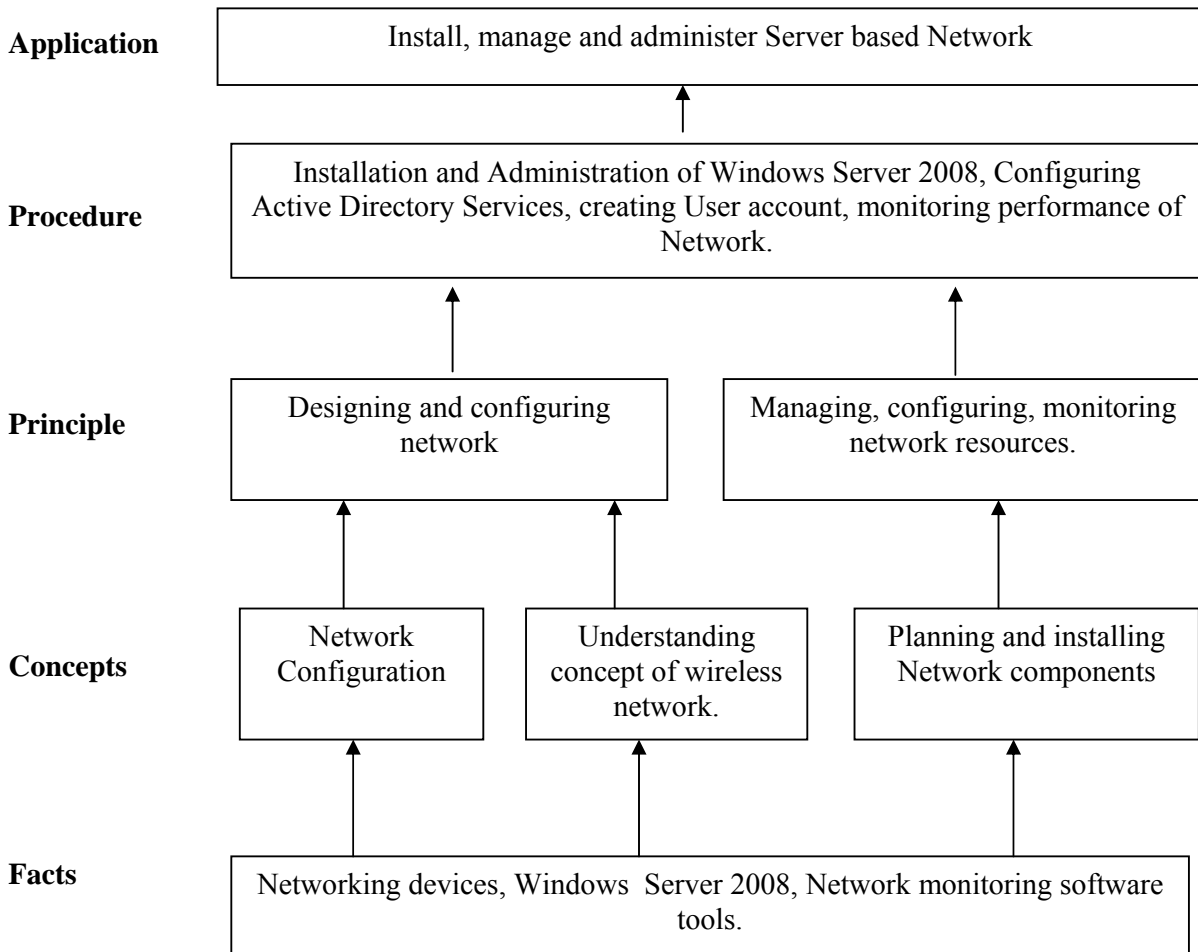 Application
Install, manage and administer Server based Network
Procedure
Installation and Administration of Windows Server 2008, Configuring
Active Directory Services, creating User account, monitoring performance of
Network.
Principle
Designing and configuring
network
Managing, configuring, monitoring
network resources.
Concepts
Network
Configuration
Understanding
concept of wireless
network.
Planning and installing
Network components
Facts
Networking devices, Windows  Server 2008, Network monitoring software
tools.